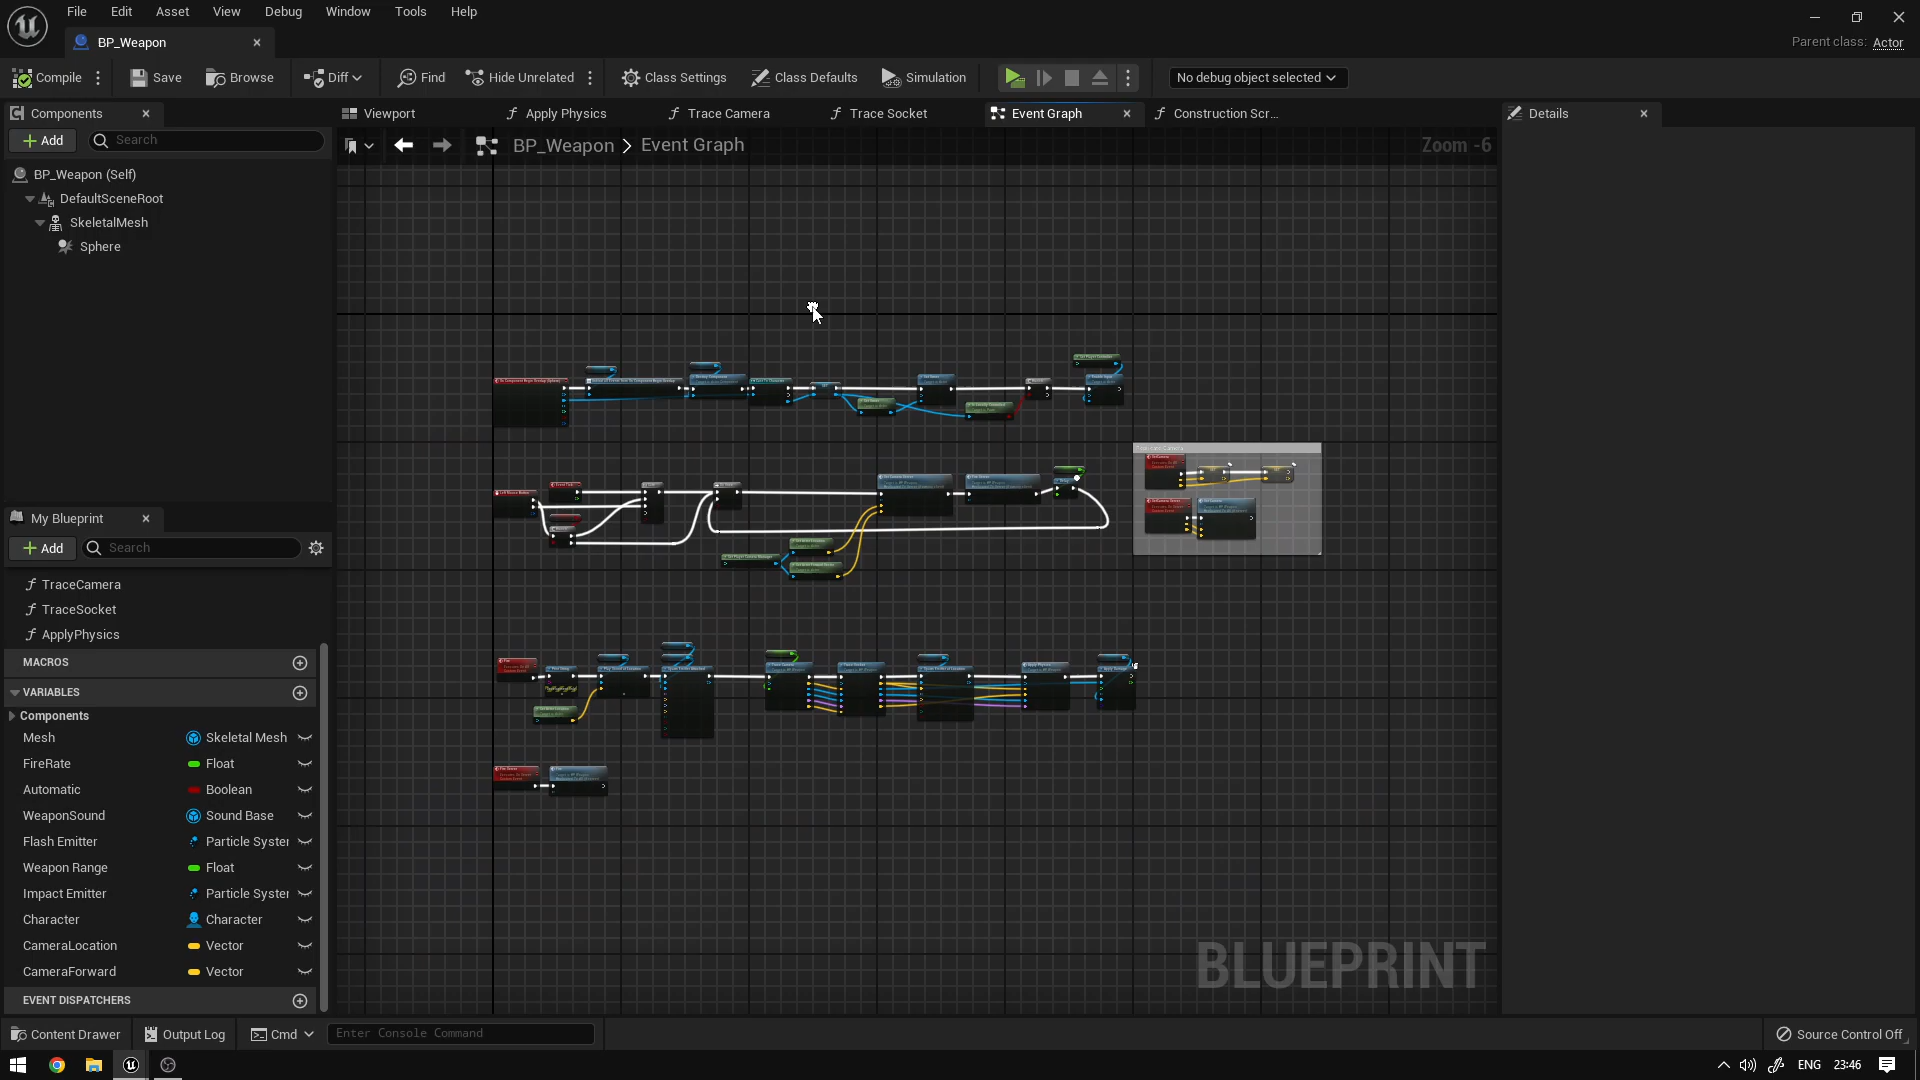 File Edit Asset View Debug Window Tools Help
BP_Weapon
Parent class: Actor
Compile Save Browse Diff Find Hide Unrelated Class Settings Class Defaults Simulation No debug object selected
Components
Viewport Apply Physics Trace Camera Trace Socket Event Graph Construction Scr...
Details
Add Search
BP_Weapon > Event Graph
Zoom -6
BP_Weapon (Self)
DefaultSceneRoot
SkeletalMesh
Sphere
My Blueprint
Add Search
TraceCamera
TraceSocket
ApplyPhysics
MACROS
VARIABLES
Components
Mesh Skeletal Mesh
FireRate Float
Automatic Boolean
WeaponSound Sound Base
Flash Emitter Particle System
Weapon Range Float
Impact Emitter Particle System
Character Character
CameraLocation Vector
CameraForward Vector
EVENT DISPATCHERS
BLUEPRINT
Content Drawer Output Log Cmd Enter Console Command
Source Control Off
ENG 23:46